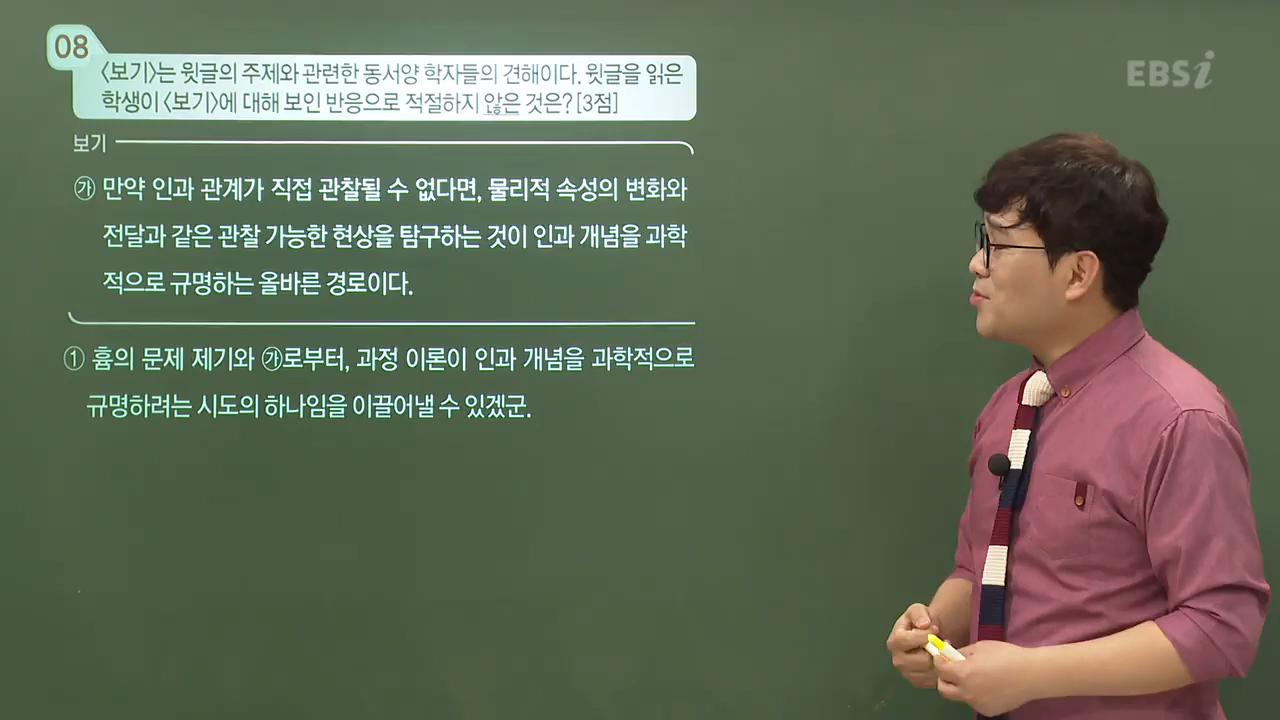 08
〈보기〉는 윗글의 주제와 관련한 동서양 학자들의 견해이다. 윗글을 읽은
학생이 〈보기〉에 대해 보인 반응으로 적절하지 않은 것은? [3점]
EBSi
보기
㉮ 만약 인과 관계가 직접 관찰될 수 없다면, 물리적 속성의 변화와
전달과 같은 관찰 가능한 현상을 탐구하는 것이 인과 개념을 과학
적으로 규명하는 올바른 경로이다.
① 흄의 문제 제기와 ㉮로부터, 과정 이론이 인과 개념을 과학적으로
규명하려는 시도의 하나임을 이끌어낼 수 있겠군.